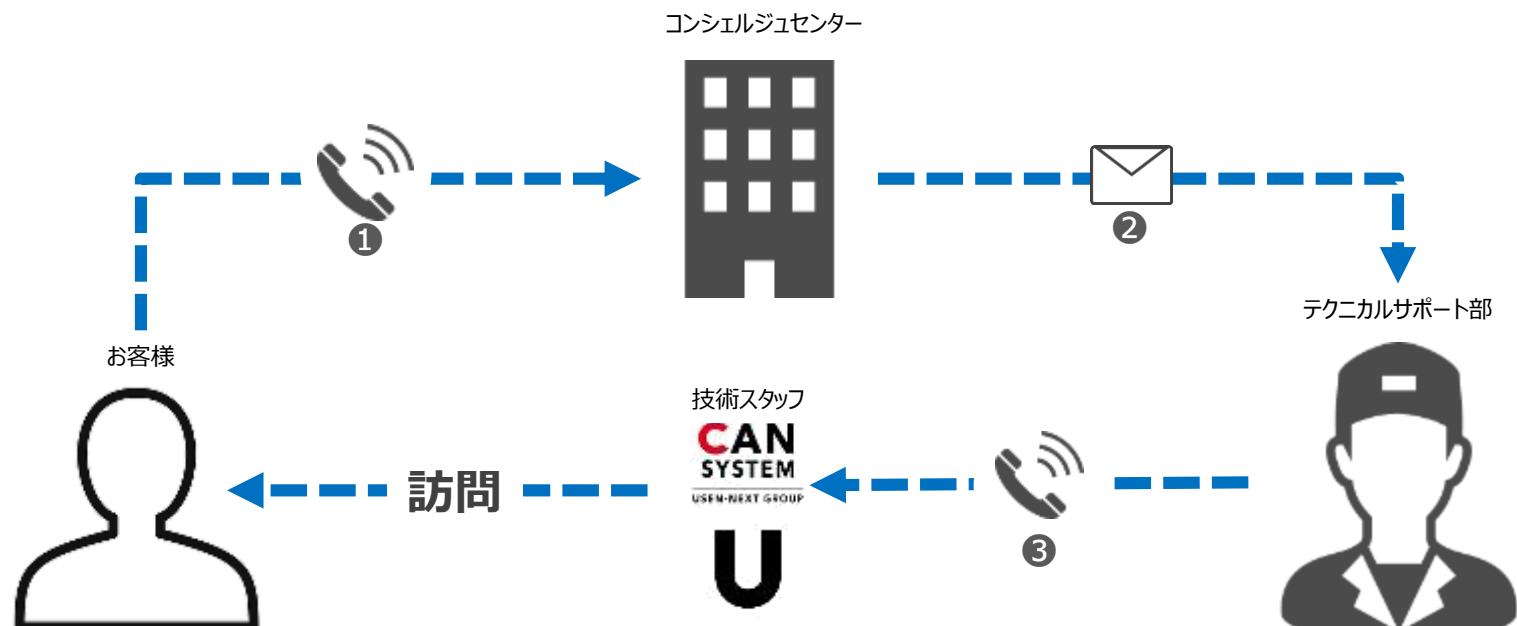 コンシェルジュセンター
❶
❷
テクニカルサポート部
お客様
技術スタッフ
CAN
SYSTEM
USEN-NEXT GROUP
訪問
U
❸